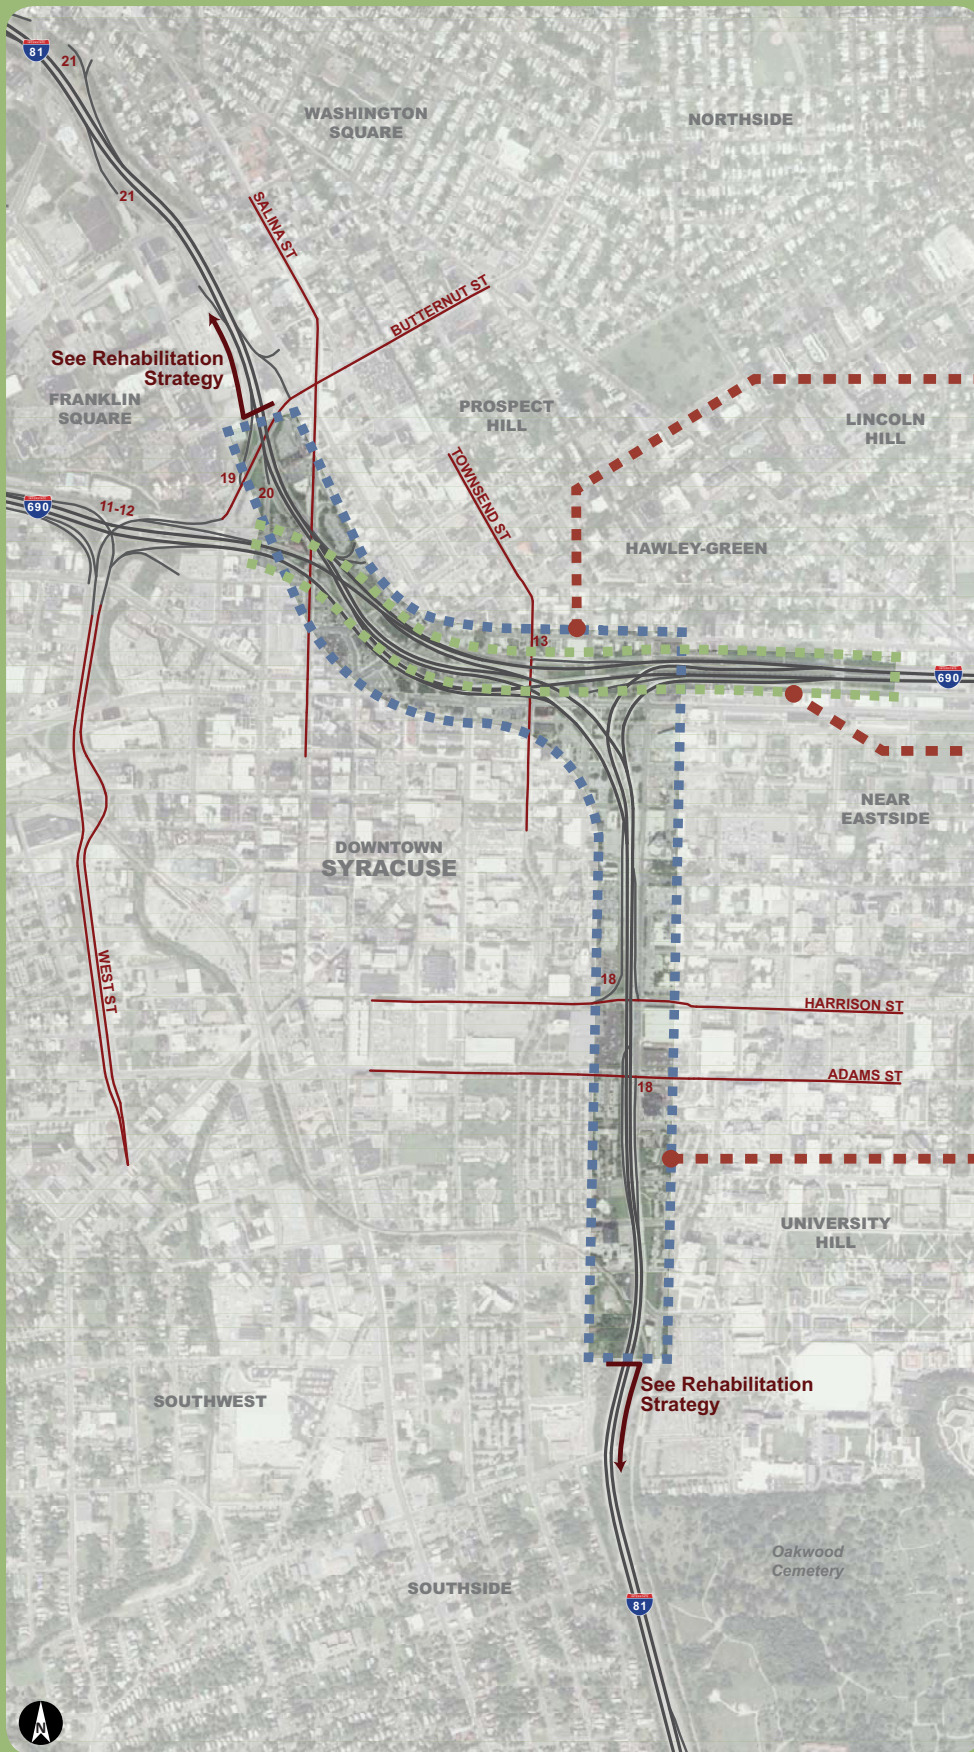 81
21
WASHINGTON
SQUARE
NORTHSIDE
21
SALINA ST
BUTTERNUT ST
See Rehabilitation
Strategy
FRANKLIN
SQUARE
PROSPECT
HILL
LINCOLN
HILL
TOWNSEND ST
19
20
690
11-12
HAWLEY-GREEN
13
690
NEAR
EASTSIDE
DOWNTOWN
SYRACUSE
WEST ST
18
HARRISON ST
ADAMS ST
18
UNIVERSITY
HILL
See Rehabilitation
Strategy
SOUTHWEST
Oakwood
Cemetery
SOUTHSIDE
81
N